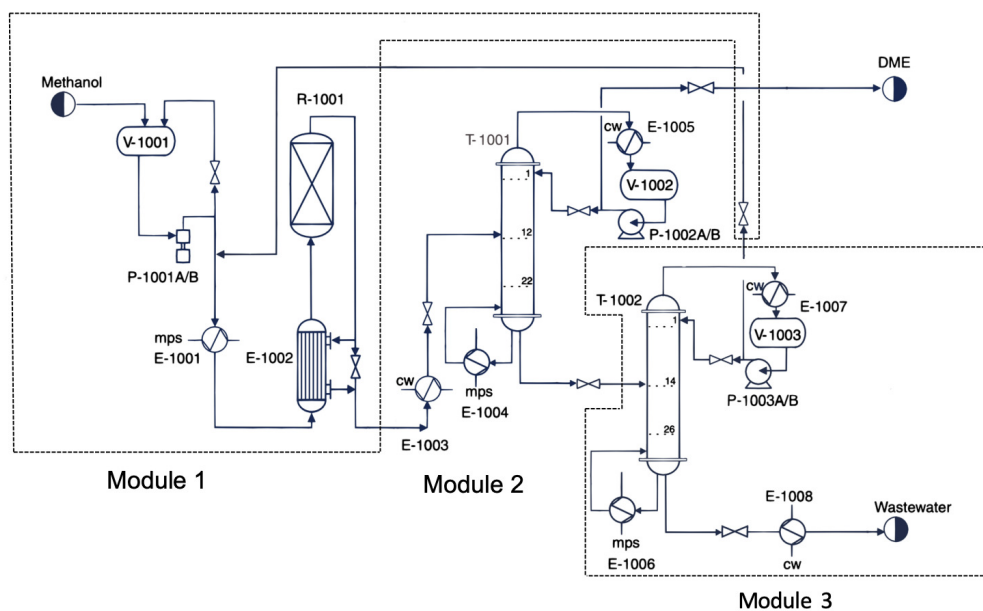 Methanol
V-1001
P-1001A/B
mps
E-1001
R-1001
E-1002
Module 1
T-1001
1
12
22
cw
E-1005
V-1002
P-1002A/B
DME
cw
E-1003
mps
E-1004
Module 2
T-1002
1
14
26
cw
E-1007
V-1003
P-1003A/B
mps
E-1006
E-1008
cw
Wastewater
Module 3